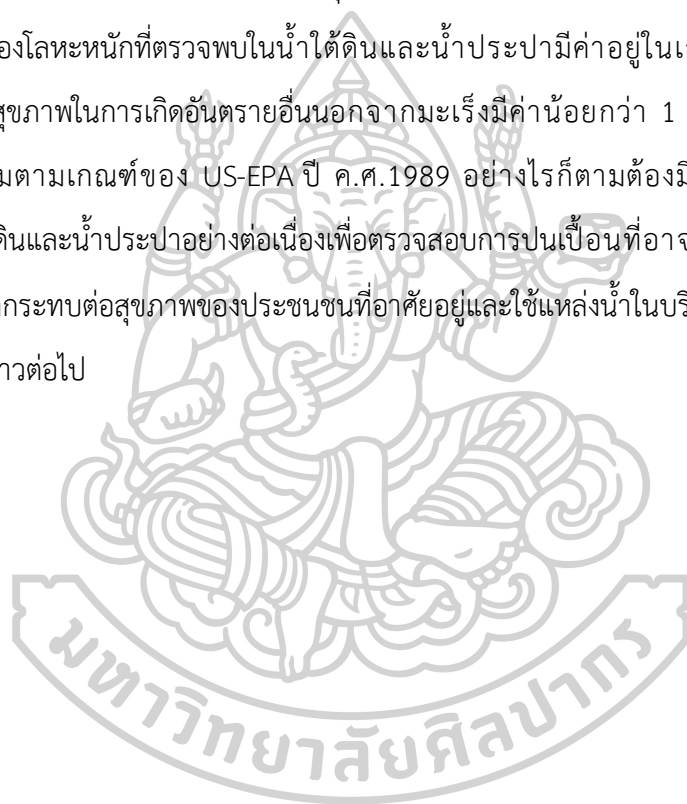 องโลหะหนักที่ตรวจพบในน้ำใต้ดินและน้ำประปามีค่าอยู่ในเ
สุขภาพในการเกิดอันตรายอื่นนอกจากมะเร็งมีค่าน้อยกว่า 1
มตามเกณฑ์ของ US-EPA ปี ค.ศ.1989 อย่างไรก็ตามต้องมี
ดินและน้ำประปาอย่างต่อเนื่องเพื่อตรวจสอบการปนเปื้อนที่อาจ
ากระทบต่อสุขภาพของประชนชนที่อาศัยอยู่และใช้แหล่งน้ำในบริ
าวต่อไป
มหาวิทยาลัยศิลปากร